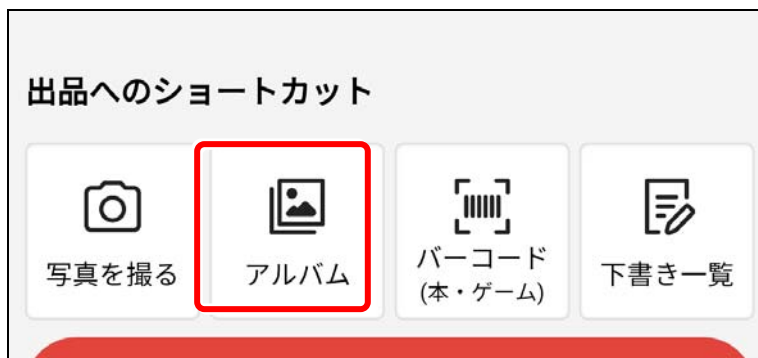 出品へのショートカット
写真を撮る
アルバム
バーコード
(本・ゲーム)
下書き一覧